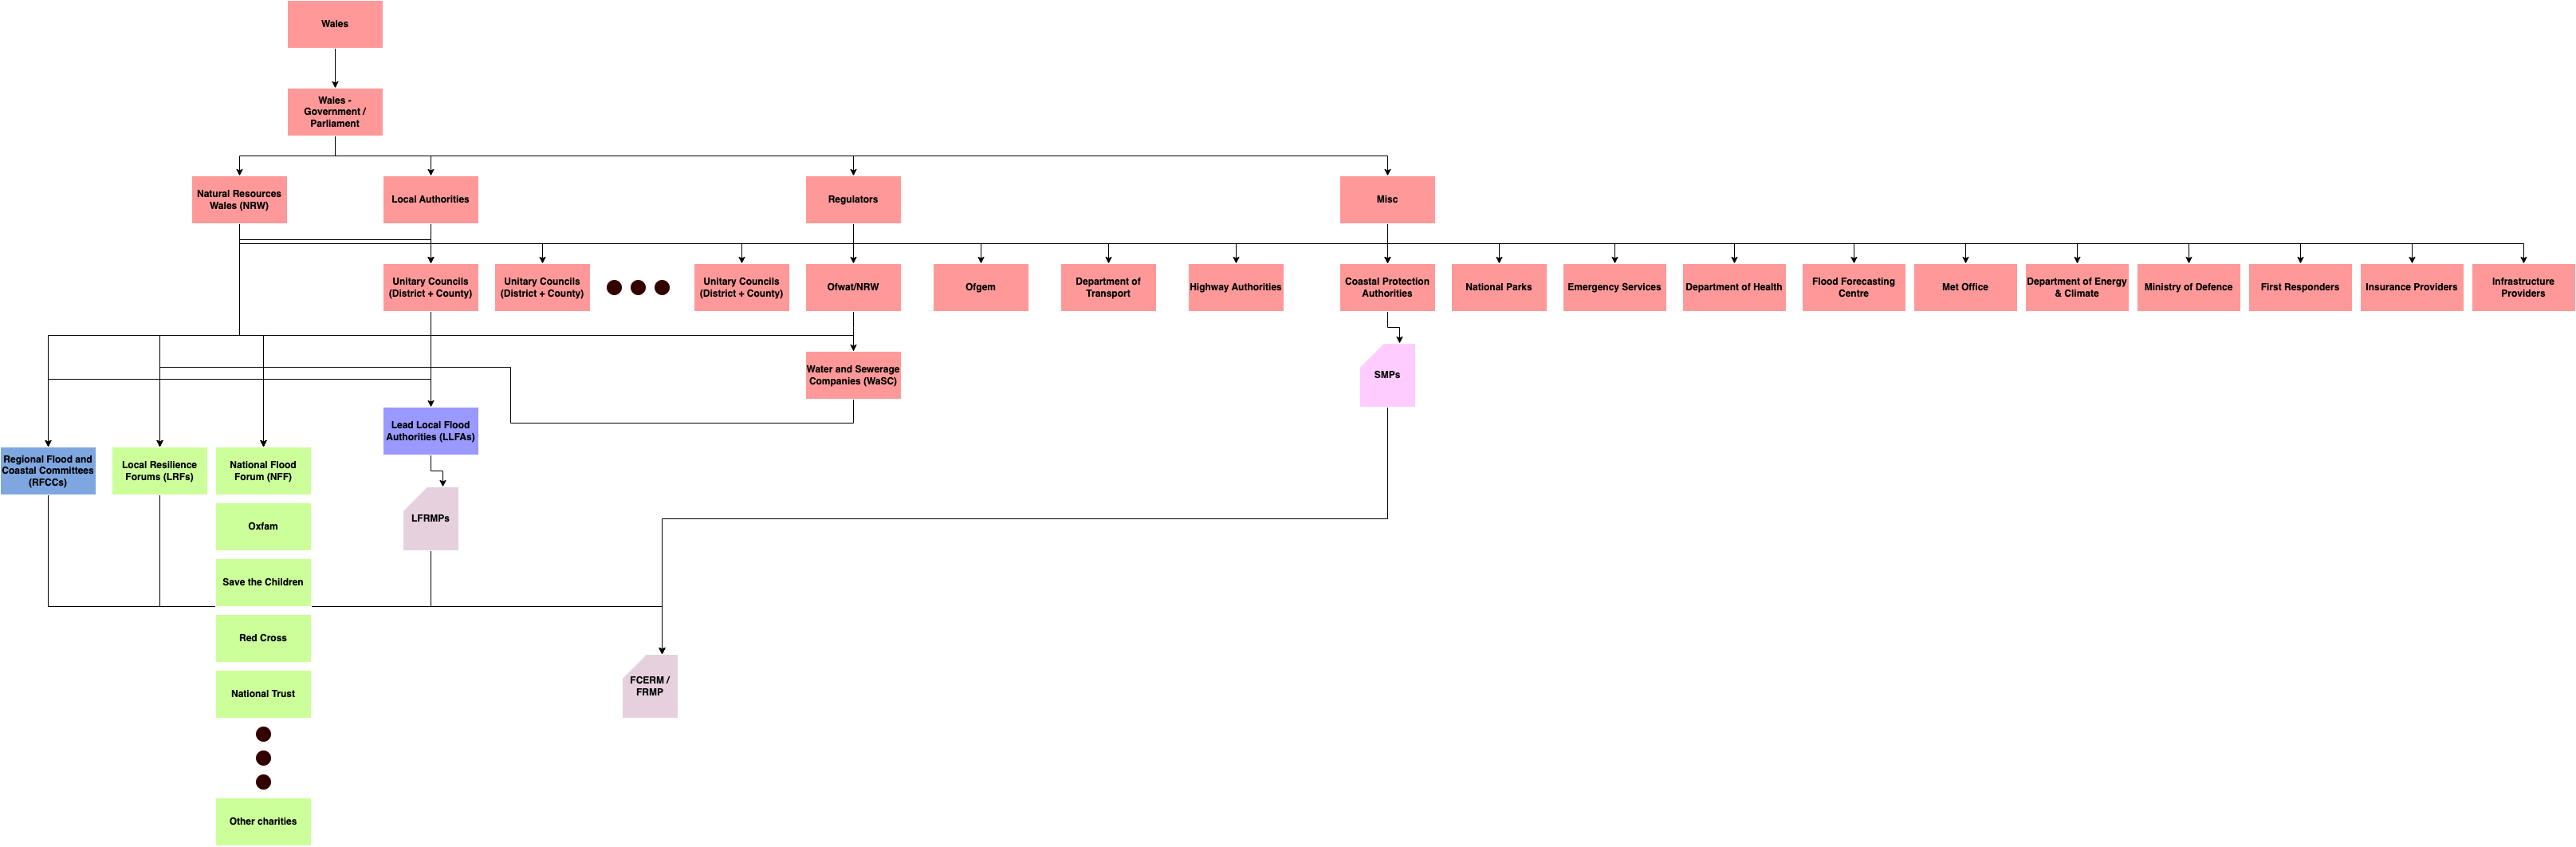 Wales
Wales -
Government /
Parliament
Natural Resources
Wales (NRW)
Local Authorities
Regulators
Misc
Unitary Councils
(District + County)
Unitary Councils
(District + County)
Unitary Councils
(District + County)
Ofwat/NRW
Ofgem
Department of
Transport
Highway Authorities
Coastal Protection
Authorities
National Parks
Emergency Services
Department of Health
Flood Forecasting
Centre
Met Office
Department of Energy
& Climate
Ministry of Defence
First Responders
Insurance Providers
Infrastructure
Providers
Water and Sewerage
Companies (WaSC)
SMPs
Lead Local Flood
Authorities (LLFAs)
Regional Flood and
Coastal Committees
(RFCCs)
Local Resilience
Forums (LRFs)
National Flood
Forum (NFF)
LFRMPs
Oxfam
Save the Children
Red Cross
National Trust
FCERM /
FRMP
Other charities